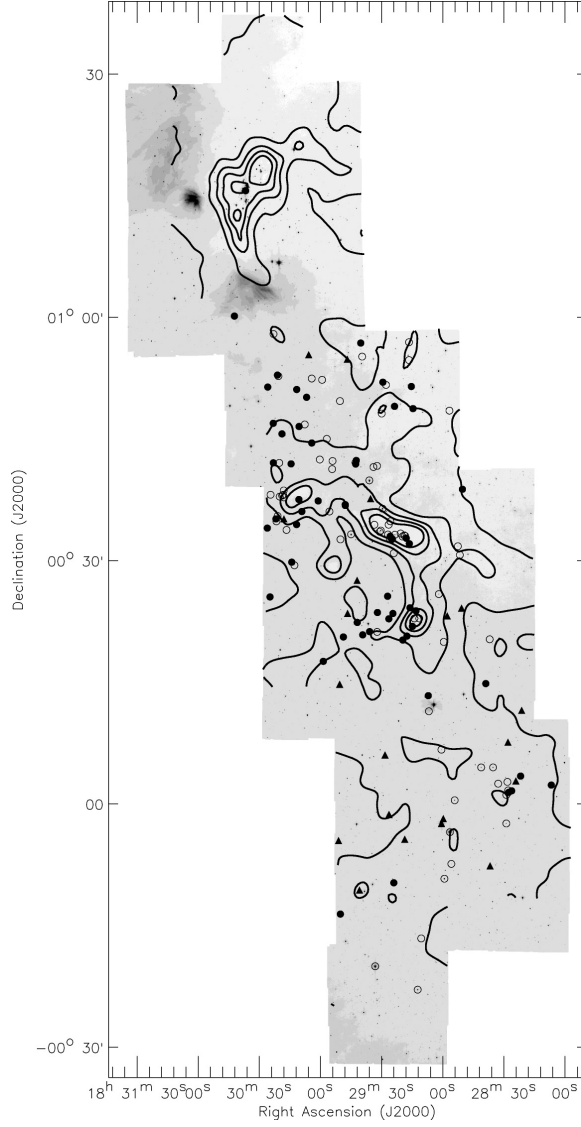 30
01° 00'
00° 30'
00
−00° 30'
Declination (J2000)
18ʰ 31ᵐ 30ˢ 00ˢ 30ᵐ 30ˢ 00ˢ 29ᵐ 30ˢ 00ˢ 28ᵐ 30ˢ 00ˢ
Right Ascension (J2000)